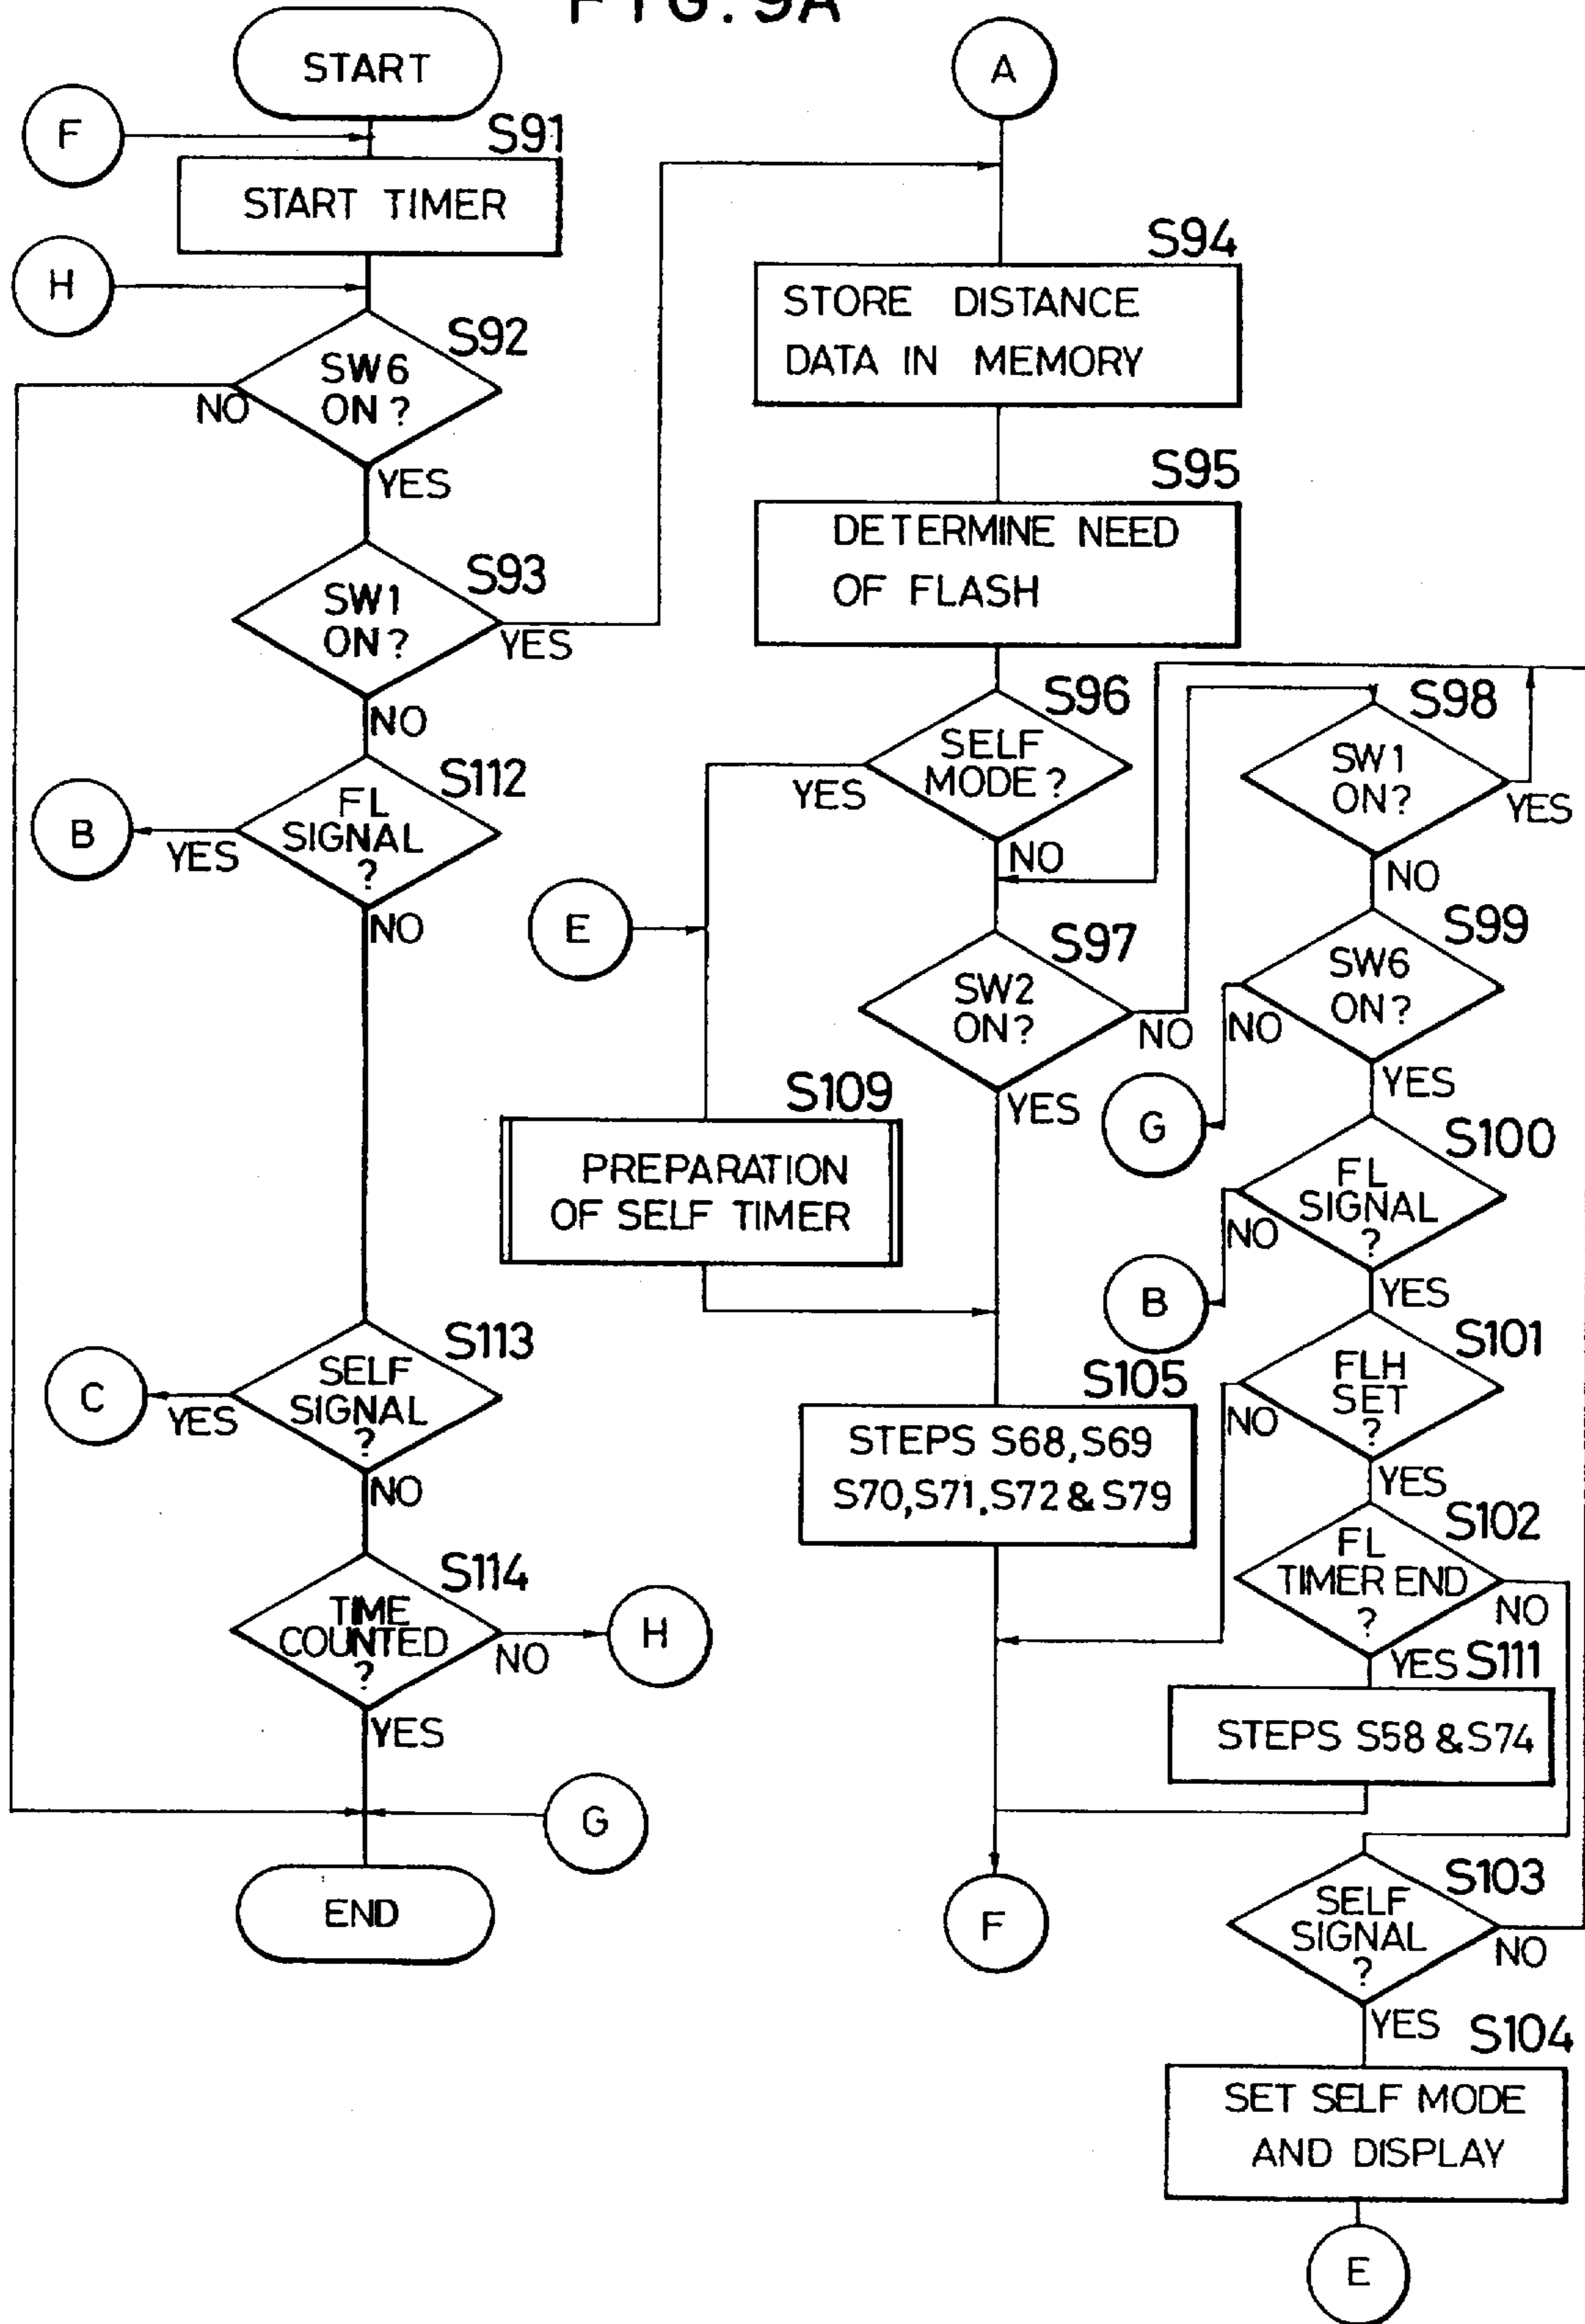 FIG. 9A
START
F
S91
START TIMER
H
S92
SW6
ON?
NO
YES
S93
SW1
ON?
YES
NO
S112
FL
SIGNAL
?
YES
B
NO
S113
SELF
SIGNAL
?
YES
C
NO
S114
TIME
COUNTED
?
NO
H
YES
G
END
A
S94
STORE DISTANCE
DATA IN MEMORY
S95
DETERMINE NEED
OF FLASH
S96
SELF
MODE?
YES
NO
E
S97
SW2
ON?
NO
YES
S109
PREPARATION
OF SELF TIMER
S105
STEPS S68, S69
S70, S71, S72 & S79
F
S98
SW1
ON?
YES
NO
S99
SW6
ON?
NO
G
YES
S100
FL
SIGNAL
?
NO
B
YES
S101
FLH
SET
?
NO
YES
S102
FL
TIMER END
?
NO
YES
S111
STEPS S58 & S74
S103
SELF
SIGNAL
?
NO
YES
S104
SET SELF MODE
AND DISPLAY
E